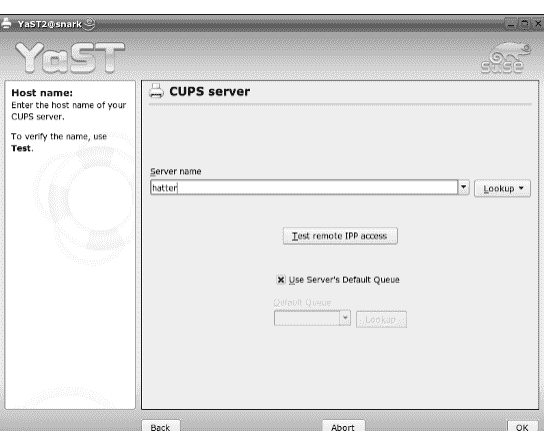 YaST2@snark
YaST
SUSE
Host name:
Enter the host name of your
CUPS server.
To verify the name, use
Test.
CUPS server
Server name
hatter
Lookup
Test remote IPP access
Use Server's Default Queue
Default Queue
Lookup
Back
Abort
OK